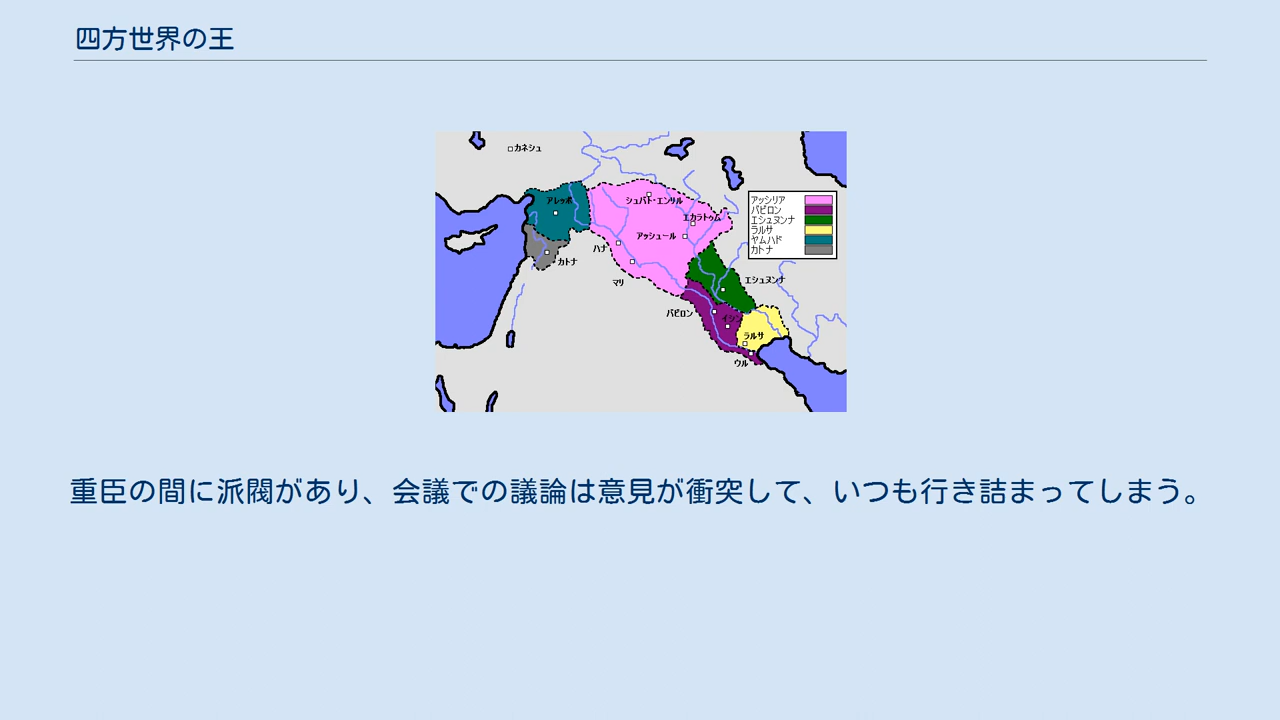 四方世界の王
カネシュ
アレッポ
シュバト・エンリル
エカラトゥム
アッシュール
ハナ
カトナ
マリ
エシュヌンナ
バビロン
イシン
ラルサ
ウル
アッシリア
バビロン
エシュヌンナ
ラルサ
ヤムハド
カトナ
重臣の間に派閥があり、会議での議論は意見が衝突して、いつも行き詰まってしまう。